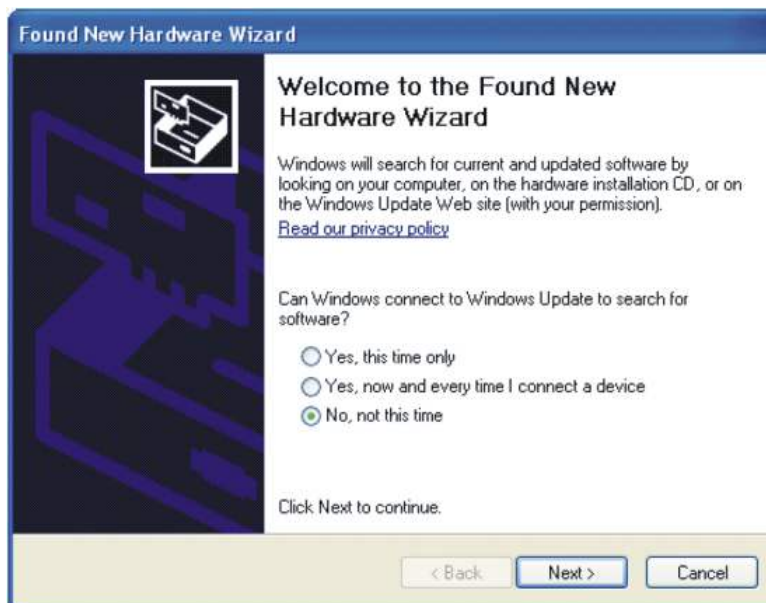 Found New Hardware Wizard
Welcome to the Found New
Hardware Wizard
Windows will search for current and updated software by
looking on your computer, on the hardware installation CD, or on
the Windows Update Web site (with your permission).
Read our privacy policy
Can Windows connect to Windows Update to search for
software?
Yes, this time only
Yes, now and every time I connect a device
No, not this time
Click Next to continue.
< Back Next > Cancel